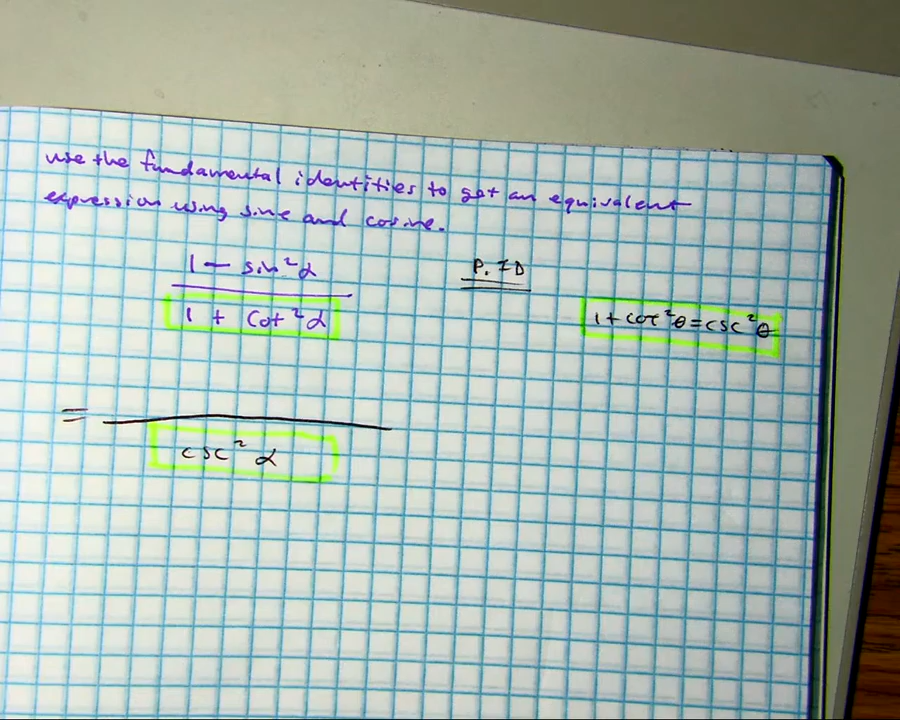 use the fundamental identities to get an equivalent
expression using sine and cosine.
1 - sin²α
P. ID
1 + cot²α
1 + cot²θ = csc²θ
=
csc²α